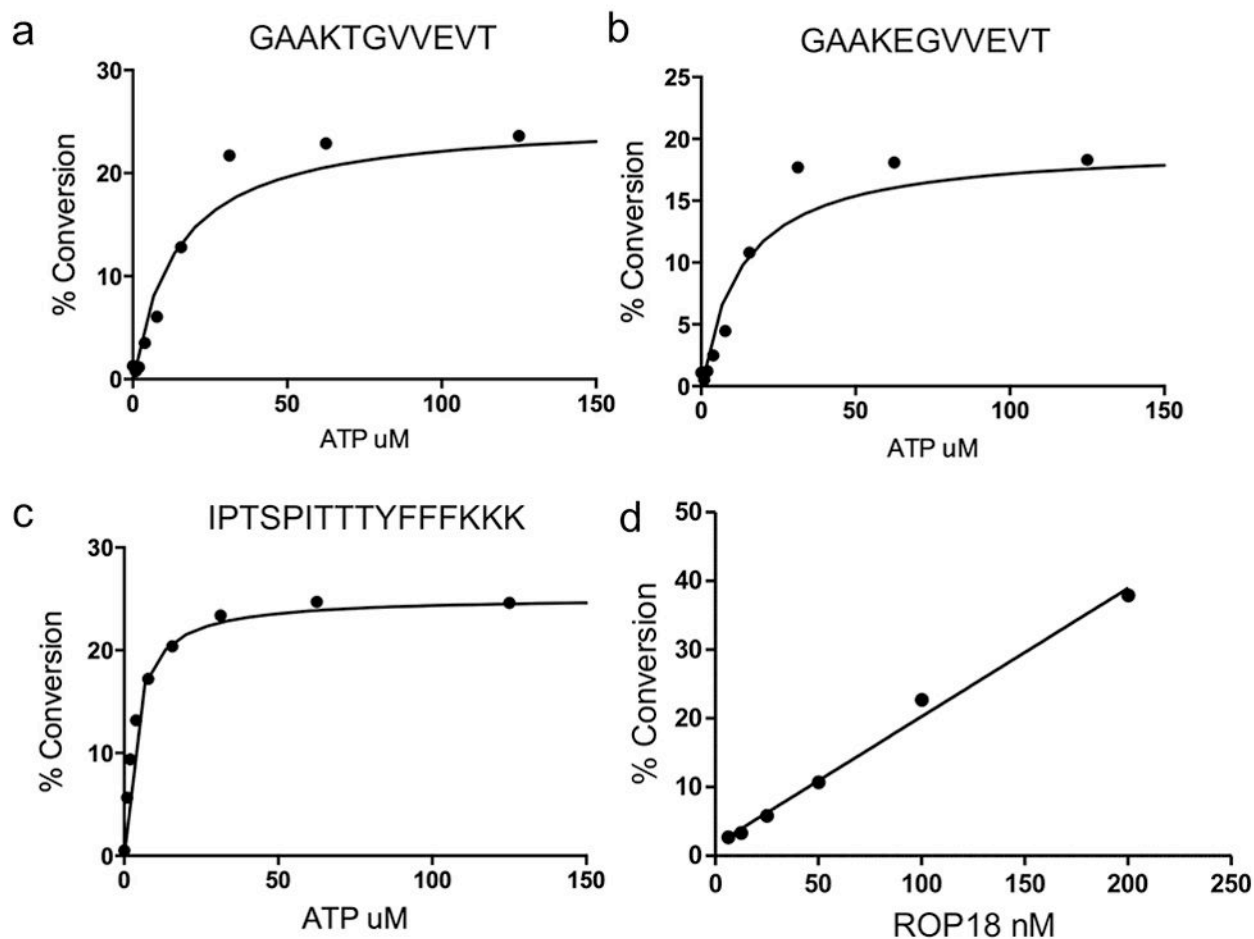 a
GAAKTGVVEVT
30
20
10
0
% Conversion
0 50 100 150
ATP uM
b
GAAKEGVVEVT
25
20
15
10
5
0
% Conversion
0 50 100 150
ATP uM
c
IPTSPITTTYFFFKKK
30
20
10
0
% Conversion
0 50 100 150
ATP uM
d
50
40
30
20
10
0
% Conversion
0 50 100 150 200 250
ROP18 nM